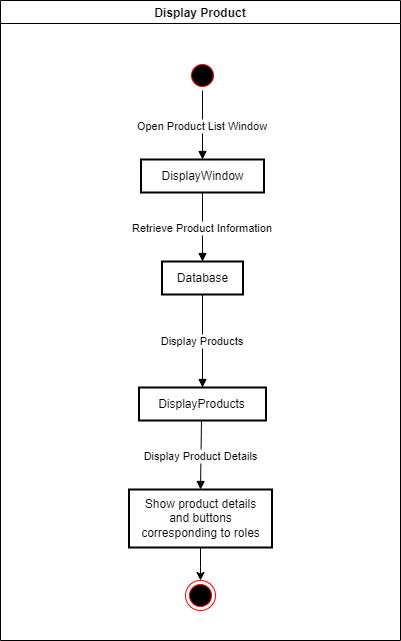 Display Product
Open Product List Window
DisplayWindow
Retrieve Product Information
Database
Display Products
DisplayProducts
Display Product Details
Show product details
and buttons
corresponding to roles